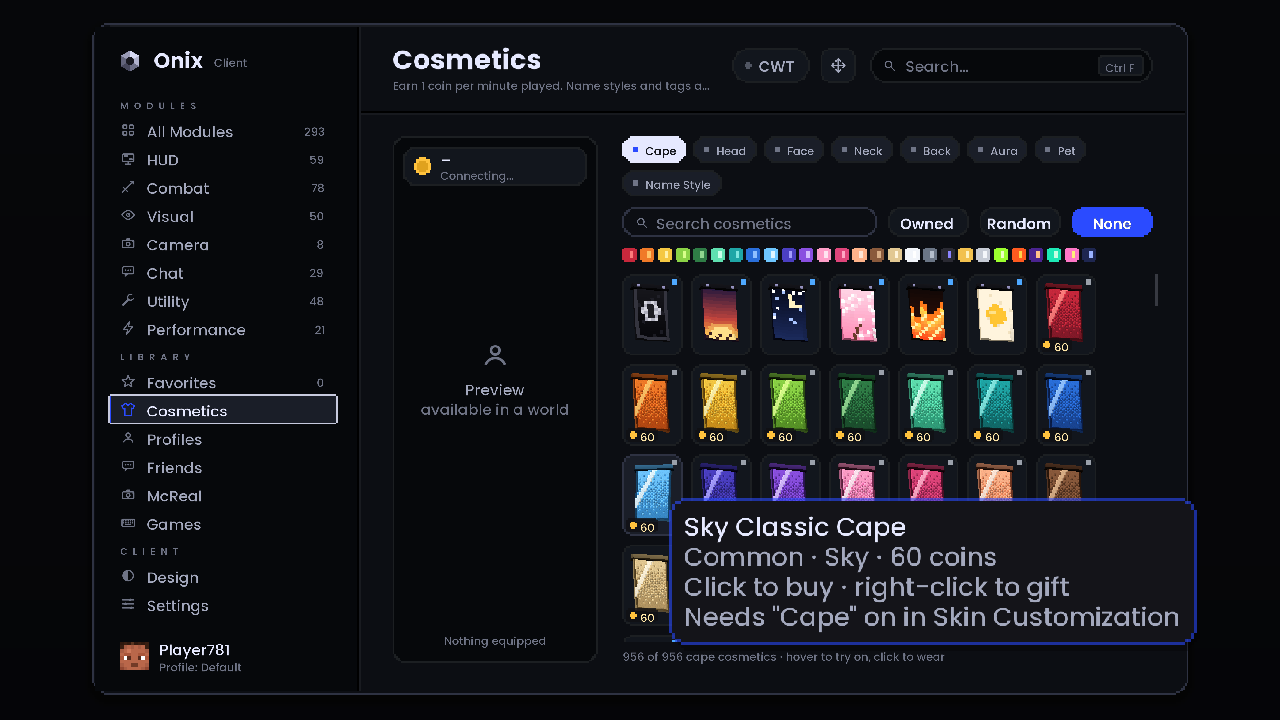 Onix Client
MODULES
All Modules 293
HUD 59
Combat 78
Visual 50
Camera 8
Chat 29
Utility 48
Performance 21
LIBRARY
Favorites 0
Cosmetics
Profiles
Friends
McReal
Games
CLIENT
Design
Settings
Player781
Profile: Default
Cosmetics
Earn 1 coin per minute played. Name styles and tags a...
CWT
Search...
Ctrl F
–
Connecting...
Preview
available in a world
Nothing equipped
Cape Head Face Neck Back Aura Pet
Name Style
Search cosmetics
Owned Random None
60
60 60 60 60 60 60 60
60
60
Sky Classic Cape
Common · Sky · 60 coins
Click to buy · right-click to gift
Needs "Cape" on in Skin Customization
956 of 956 cape cosmetics · hover to try on, click to wear